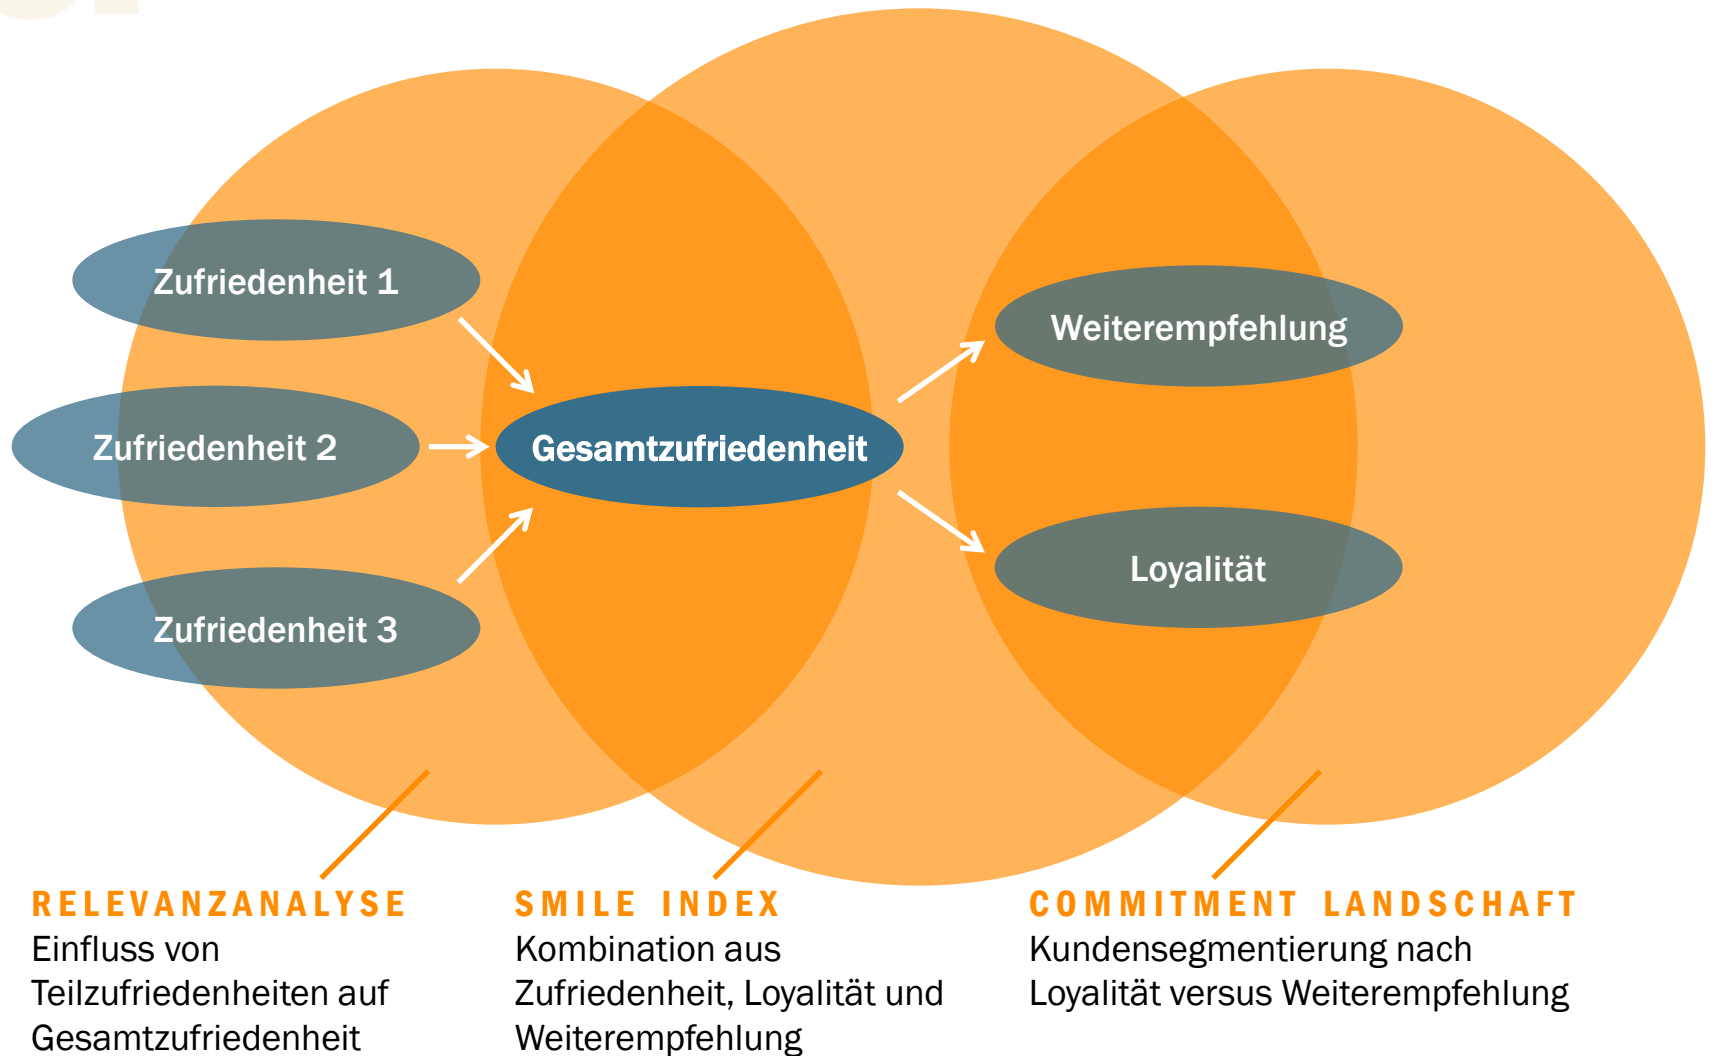 Zufriedenheit 1
Weiterempfehlung
Zufriedenheit 2
Gesamtzufriedenheit
Loyalität
Zufriedenheit 3
RELEVANZANALYSE
Einfluss von
Teilzufriedenheiten auf
Gesamtzufriedenheit
SMILE INDEX
Kombination aus
Zufriedenheit, Loyalität und
Weiterempfehlung
COMMITMENT LANDSCHAFT
Kundensegmentierung nach
Loyalität versus Weiterempfehlung